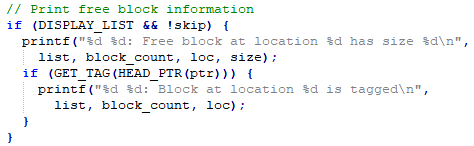 // Print free block information
if (DISPLAY_LIST && !skip) {
printf("%d %d: Free block at location %d has size %d\n",
list, block_count, loc, size);
if (GET_TAG(HEAD_PTR(ptr))) {
printf("%d %d: Block at location %d is tagged\n",
list, block_count, loc);
}
}